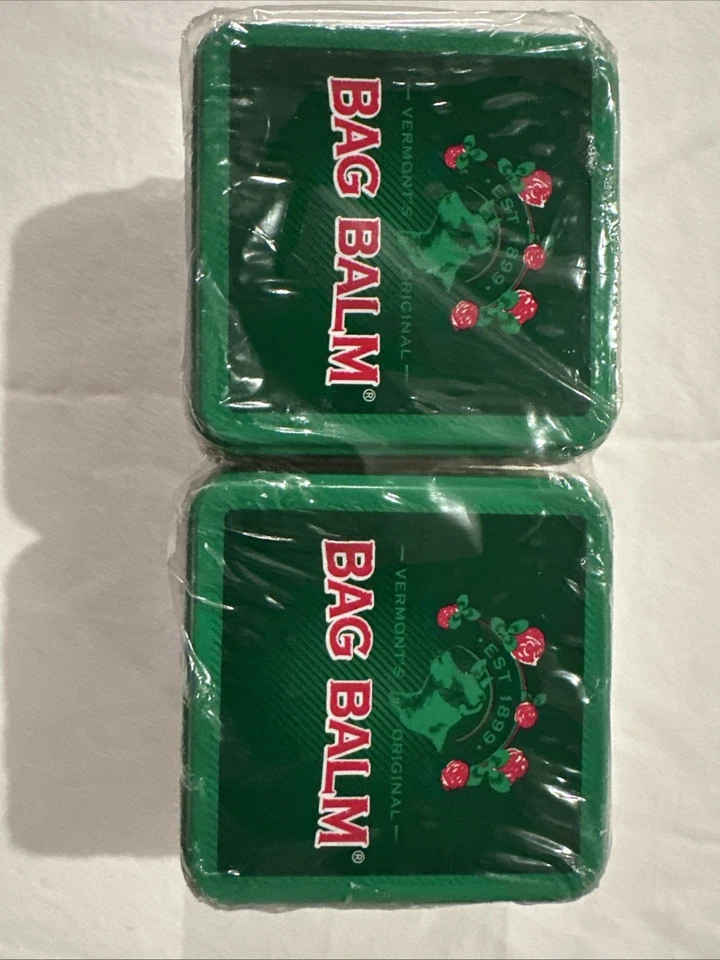 · EST 1899 ·
— VERMONT'S ORIGINAL —
BAG BALM®
· EST 1899 ·
— VERMONT'S ORIGINAL —
BAG BALM®